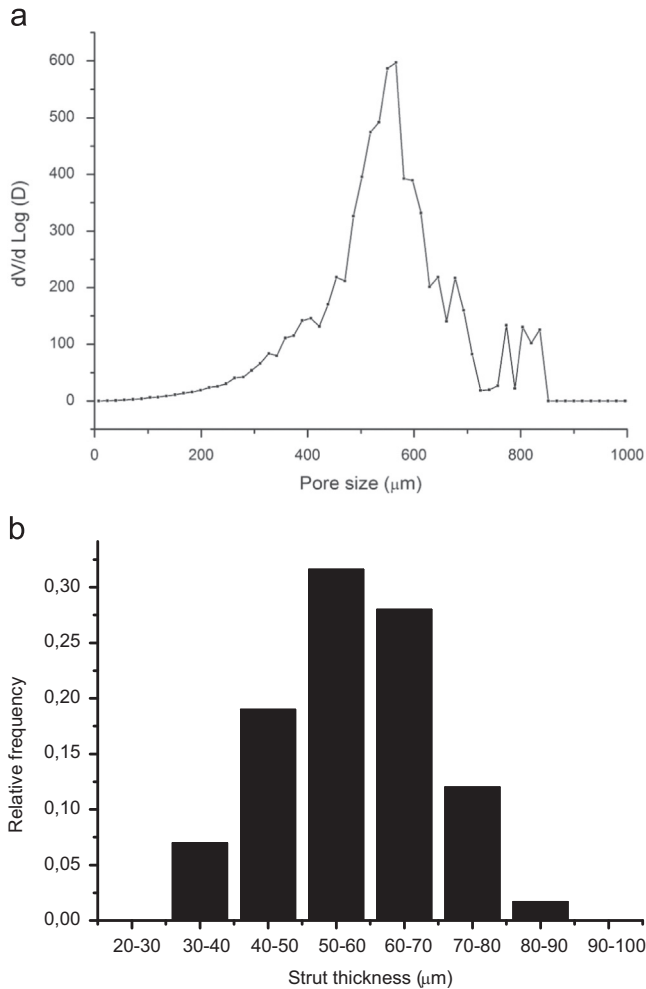 a
600
500
400
300
200
100
0
dV/d Log (D)
0 200 400 600 800 1000
Pore size (μm)
b
0,30
0,25
0,20
0,15
0,10
0,05
0,00
Relative frequency
20-30 30-40 40-50 50-60 60-70 70-80 80-90 90-100
Strut thickness (μm)